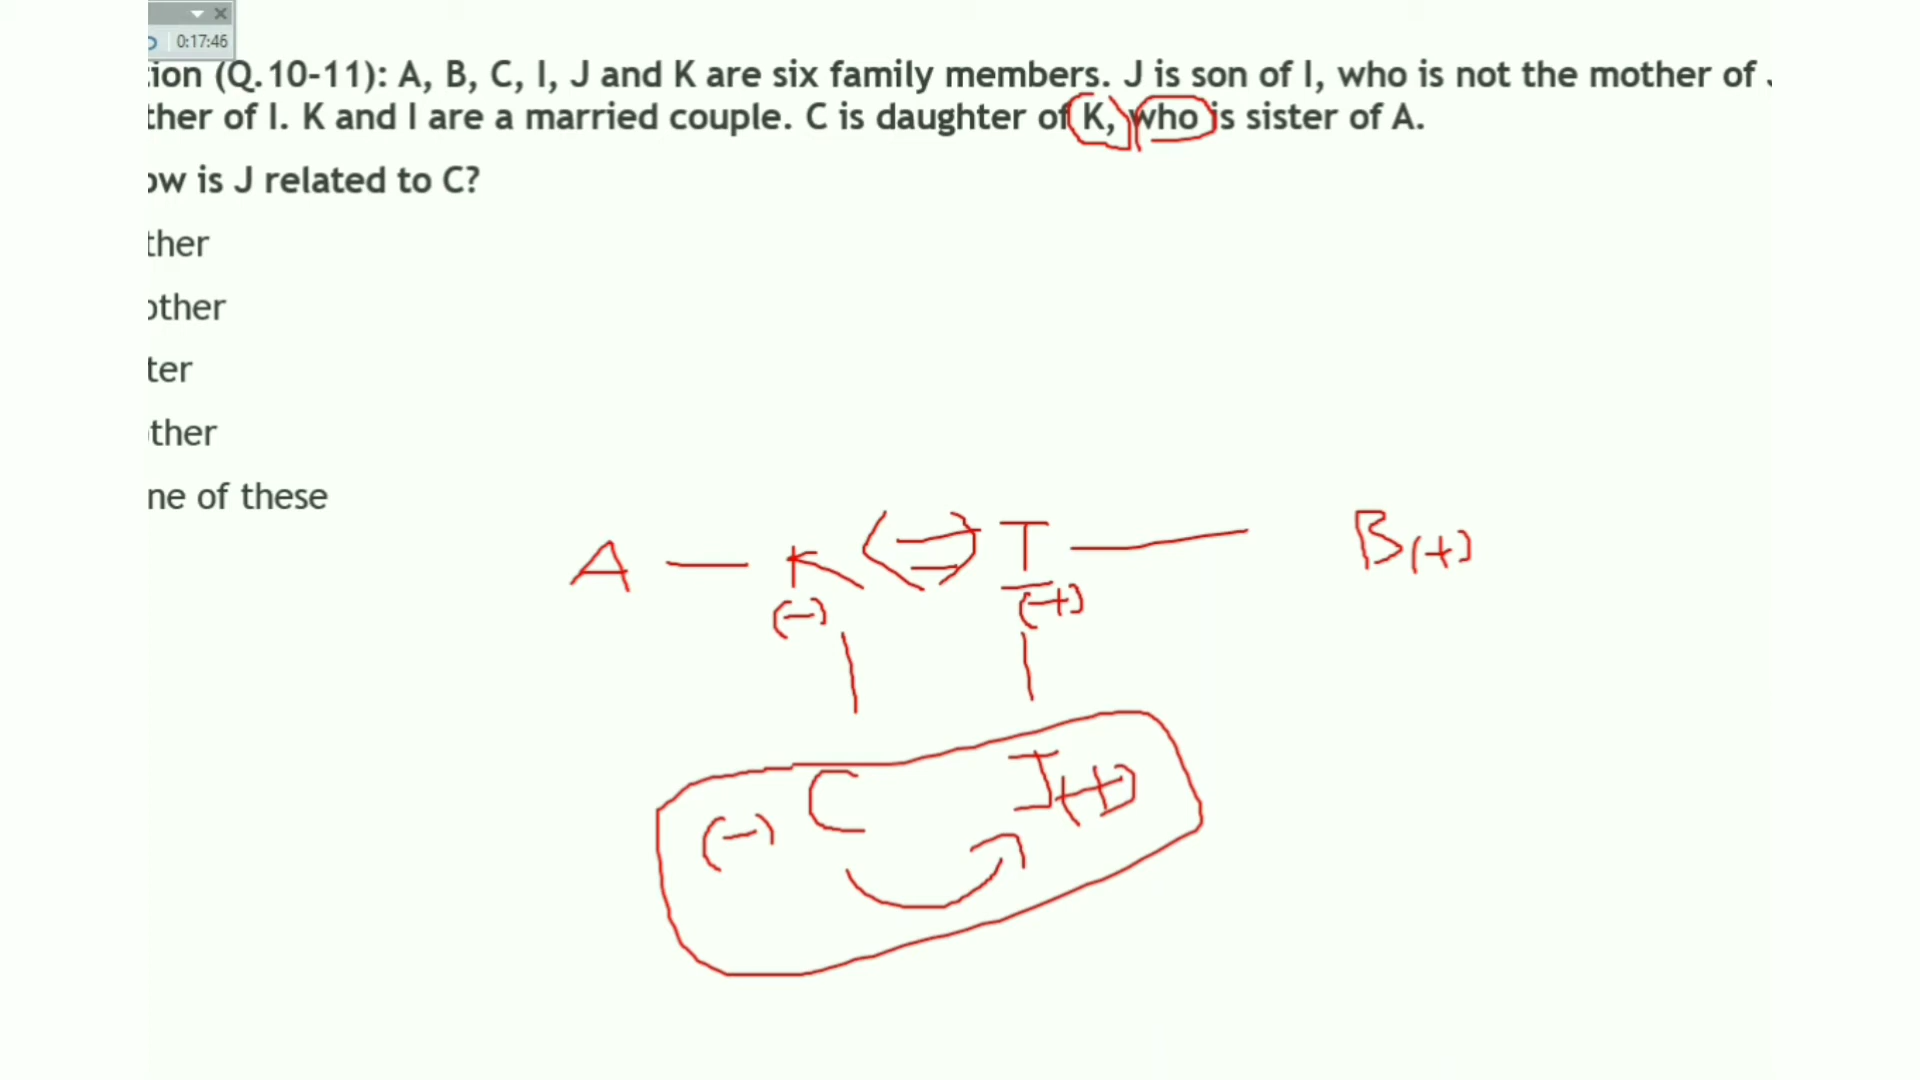 0:17:46
ion (Q.10-11): A, B, C, I, J and K are six family members. J is son of I, who is not the mother of
ther of I. K and I are a married couple. C is daughter of K, who is sister of A.
ow is J related to C?
ther
other
ter
ther
ne of these
A — K ⇔ I — B(+)
(-) (+)
(-) C J(+)